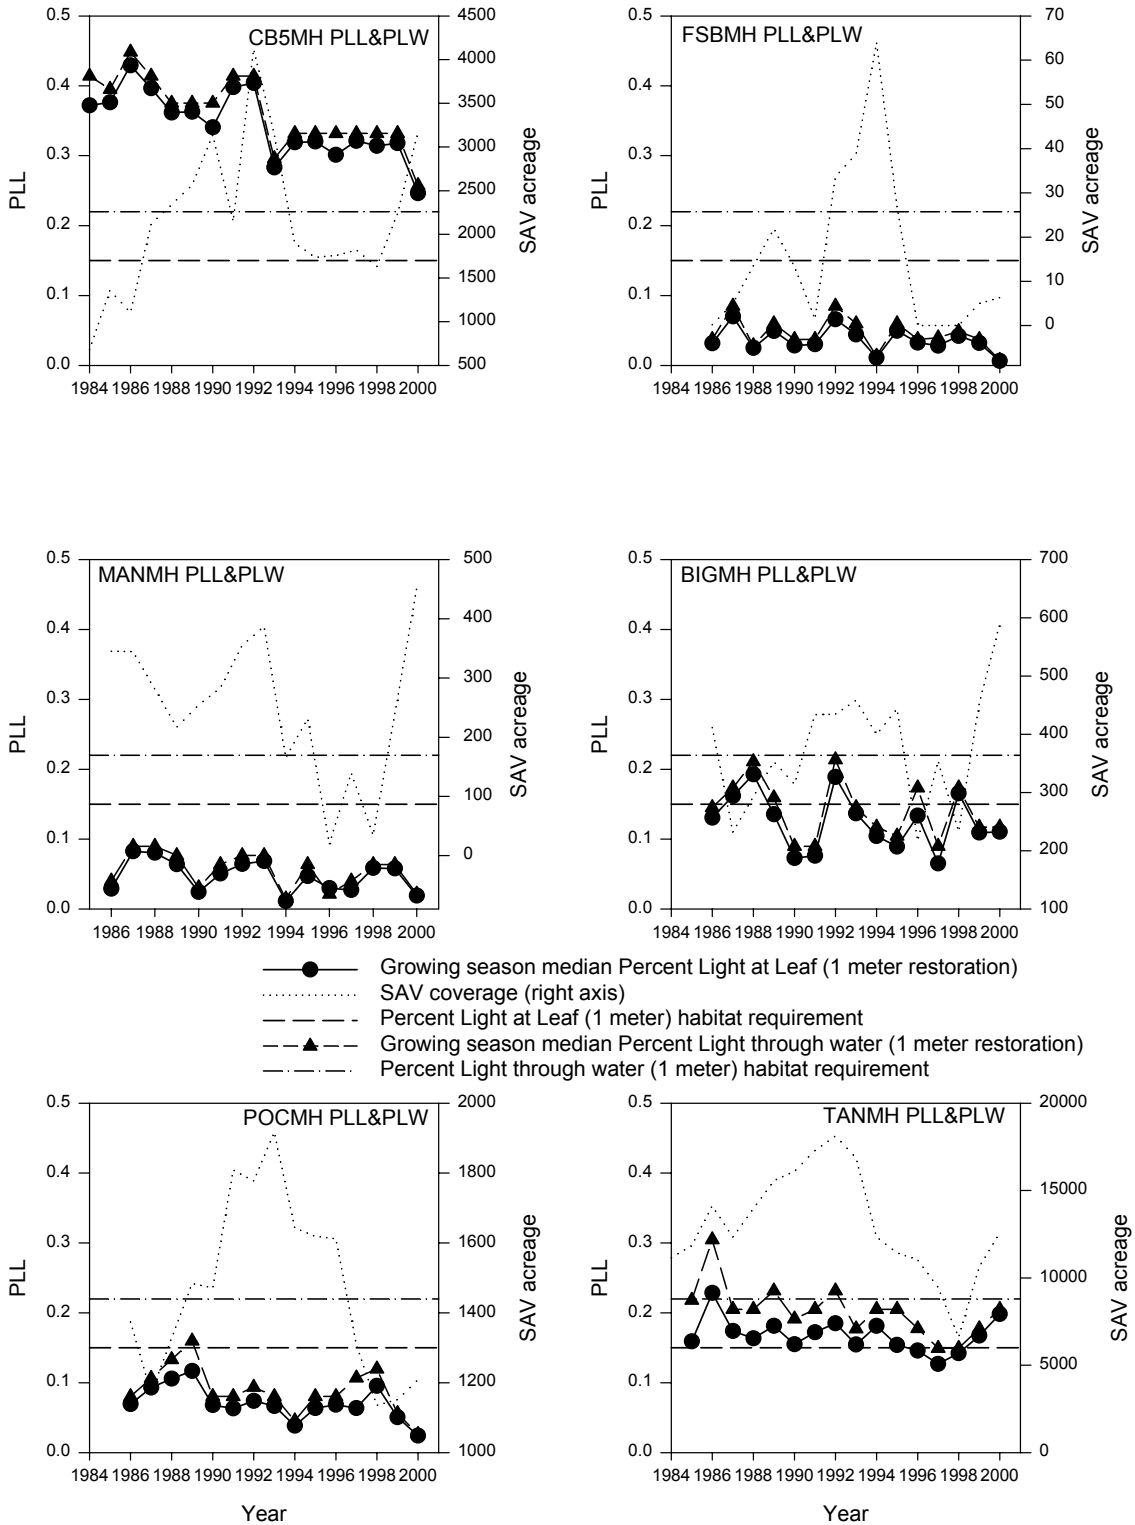 CB5MH PLL&PLW
0.5
0.4
0.3
0.2
0.1
0.0
PLL
4500
4000
3500
3000
2500
2000
1500
1000
500
SAV acreage
1984 1986 1988 1990 1992 1994 1996 1998 2000
FSBMH PLL&PLW
0.5
0.4
0.3
0.2
0.1
0.0
PLL
70
60
50
40
30
20
10
0
SAV acreage
1984 1986 1988 1990 1992 1994 1996 1998 2000
MANMH PLL&PLW
0.5
0.4
0.3
0.2
0.1
0.0
PLL
500
400
300
200
100
0
SAV acreage
1986 1988 1990 1992 1994 1996 1998 2000
BIGMH PLL&PLW
0.5
0.4
0.3
0.2
0.1
0.0
PLL
700
600
500
400
300
200
100
SAV acreage
1984 1986 1988 1990 1992 1994 1996 1998 2000
Growing season median Percent Light at Leaf (1 meter restoration)
SAV coverage (right axis)
Percent Light at Leaf (1 meter) habitat requirement
Growing season median Percent Light through water (1 meter restoration)
Percent Light through water (1 meter) habitat requirement
POCMH PLL&PLW
0.5
0.4
0.3
0.2
0.1
0.0
PLL
2000
1800
1600
1400
1200
1000
SAV acreage
1984 1986 1988 1990 1992 1994 1996 1998 2000
Year
TANMH PLL&PLW
0.5
0.4
0.3
0.2
0.1
0.0
PLL
20000
15000
10000
5000
0
SAV acreage
1984 1986 1988 1990 1992 1994 1996 1998 2000
Year